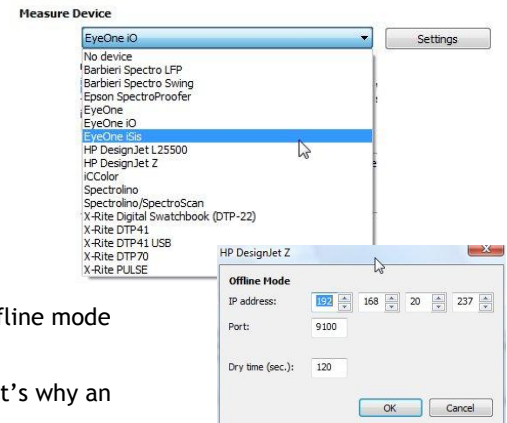 Measure Device
EyeOne iO
Settings
No device
Barbieri Spectro LFP
Barbieri Spectro Swing
Epson SpectroProofer
EyeOne
EyeOne iO
EyeOne iSis
HP DesignJet L25500
HP DesignJet Z
iCColor
Spectrolino
Spectrolino/SpectroScan
X-Rite Digital Swatchbook (DTP-22)
X-Rite DTP41
X-Rite DTP41 USB
X-Rite DTP70
X-Rite PULSE
HP DesignJet Z
Offline Mode
IP address: 192 168 20 237
Port: 9100
Dry time (sec.): 120
OK Cancel
fline mode
t's why an